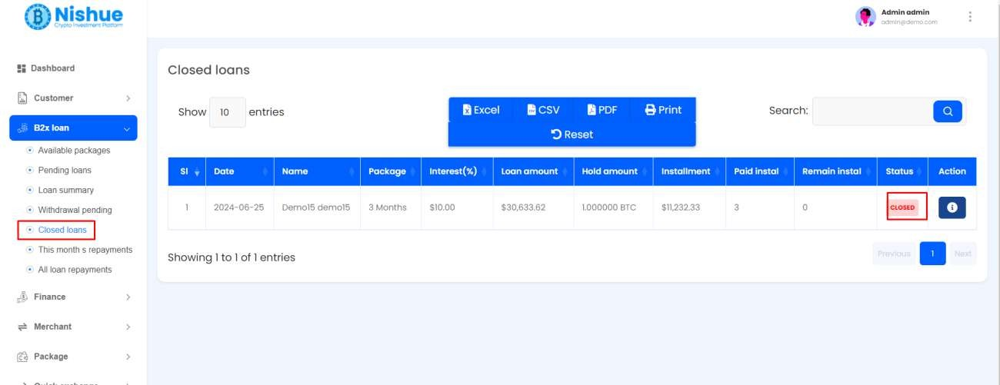 Nishue
Crypto Investment Platform
Admin admin
admin@demo.com
Dashboard
Customer
B2x loan
Available packages
Pending loans
Loan summary
Withdrawal pending
Closed loans
This month s repayments
All loan repayments
Finance
Merchant
Package
Closed loans
Show 10 entries
Excel CSV PDF Print
Reset
Search:
Sl Date Name Package Interest(%) Loan amount Hold amount Installment Paid instal Remain instal Status Action
1 2024-06-25 Demo15 demo15 3 Months $10.00 $30,633.62 1.000000 BTC $11,232.33 3 0 CLOSED
Showing 1 to 1 of 1 entries
Previous 1 Next